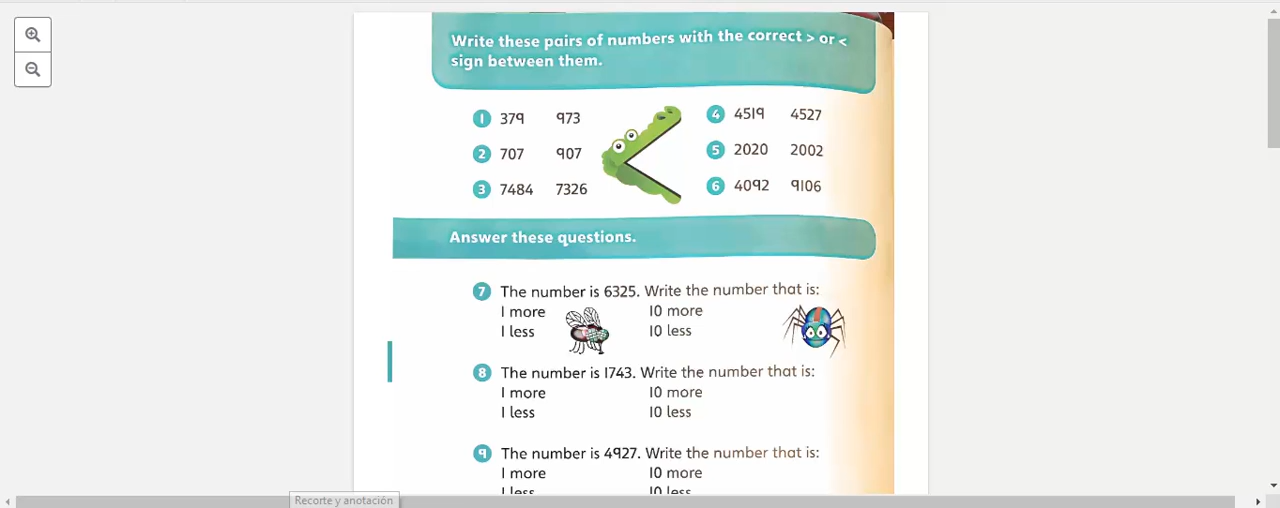 Write these pairs of numbers with the correct > or <
sign between them.
1 379 973
2 707 907
3 7484 7326
4 4519 4527
5 2020 2002
6 4092 9106
Answer these questions.
7 The number is 6325. Write the number that is:
1 more 10 more
1 less 10 less
8 The number is 1743. Write the number that is:
1 more 10 more
1 less 10 less
9 The number is 4927. Write the number that is:
1 more 10 more
1 less 10 less
Recorte y anotación